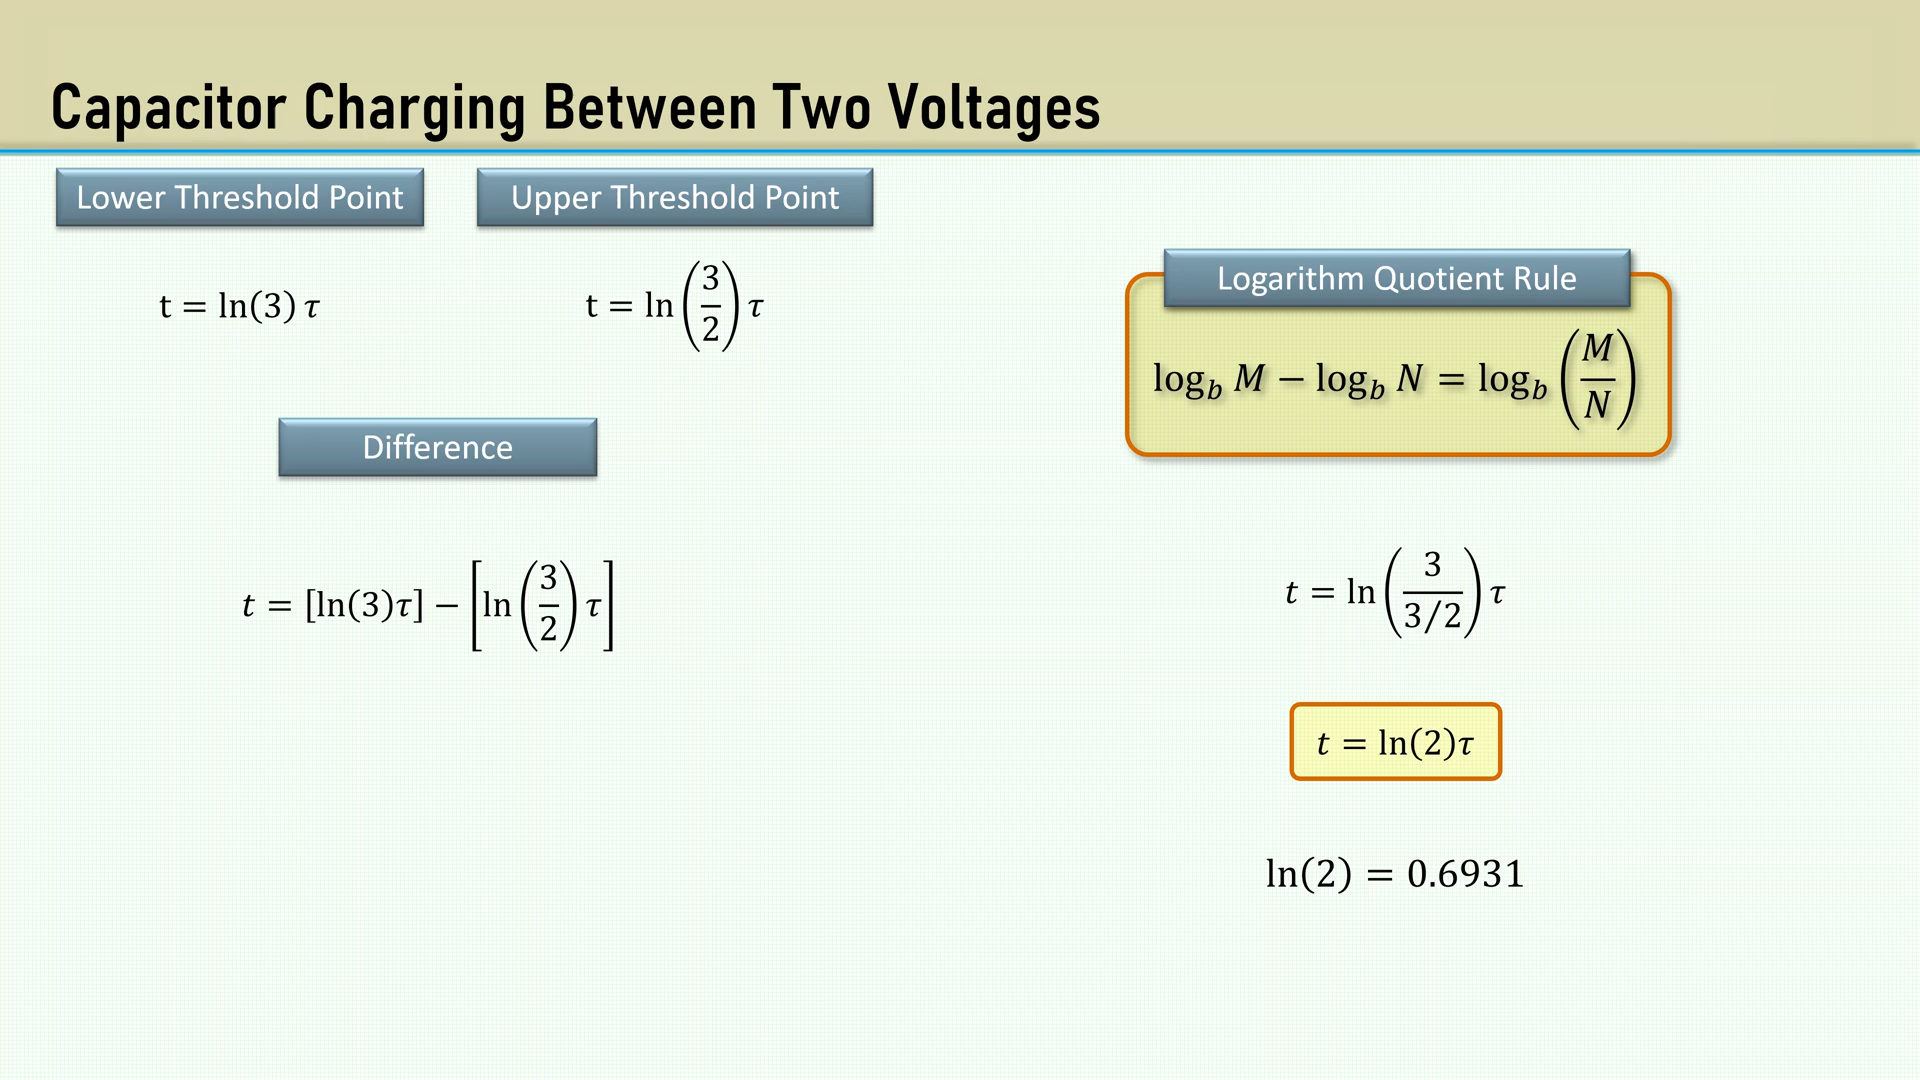 Capacitor Charging Between Two Voltages
Lower Threshold Point
Upper Threshold Point
t = ln(3) τ
t = ln(3/2) τ
Difference
t = [ln(3)τ] − [ln(3/2) τ]
Logarithm Quotient Rule
log_b M − log_b N = log_b (M/N)
t = ln(3/(3/2)) τ
t = ln(2)τ
ln(2) = 0.6931